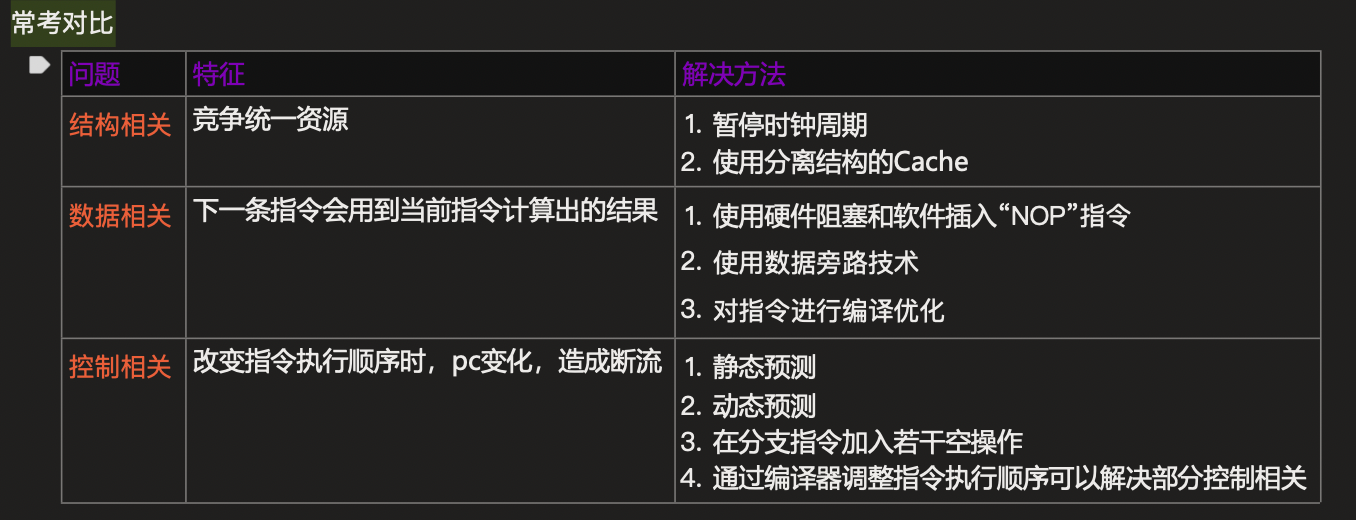 常考对比
问题 特征 解决方法
结构相关 竞争统一资源
1. 暂停时钟周期
2. 使用分离结构的Cache
数据相关 下一条指令会用到当前指令计算出的结果
1. 使用硬件阻塞和软件插入“NOP”指令
2. 使用数据旁路技术
3. 对指令进行编译优化
控制相关 改变指令执行顺序时，pc变化，造成断流
1. 静态预测
2. 动态预测
3. 在分支指令加入若干空操作
4. 通过编译器调整指令执行顺序可以解决部分控制相关